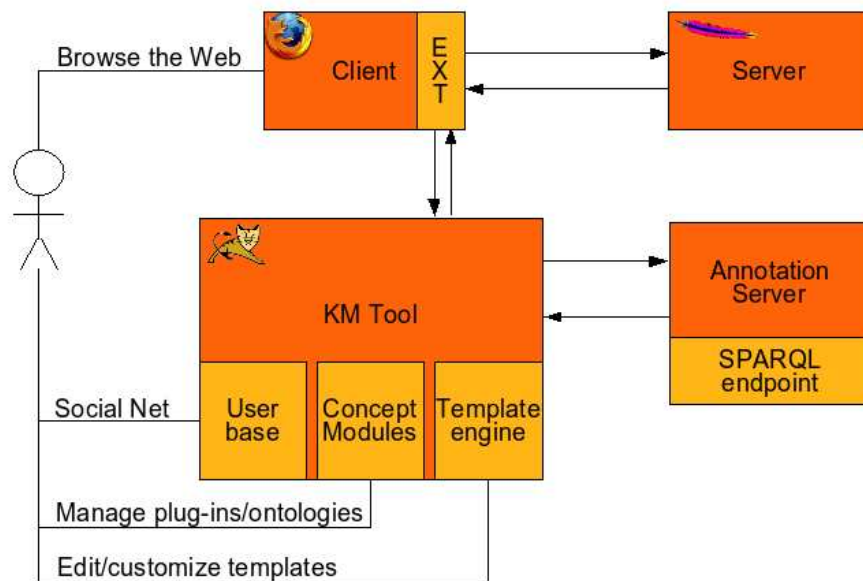 Browse the Web
Client
E
X
T
Server
KM Tool
Annotation
Server
SPARQL
endpoint
Social Net
User
base
Concept
Modules
Template
engine
Manage plug-ins/ontologies
Edit/customize templates